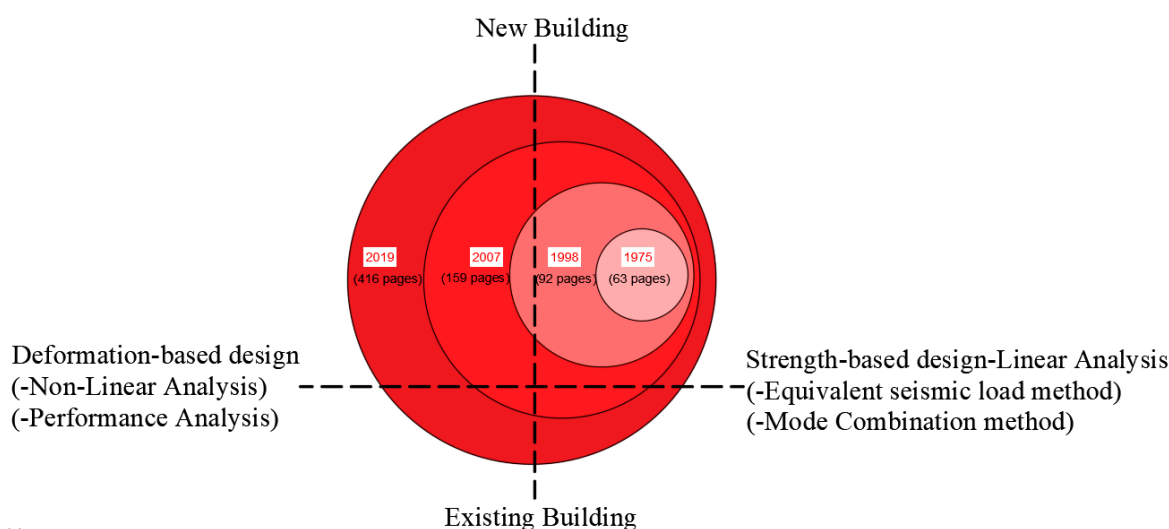 New Building
2019
2007
1998
1975
(416 pages)
(159 pages)
(92 pages)
(63 pages)
Deformation-based design
(-Non-Linear Analysis)
(-Performance Analysis)
Strength-based design-Linear Analysis
(-Equivalent seismic load method)
(-Mode Combination method)
Existing Building